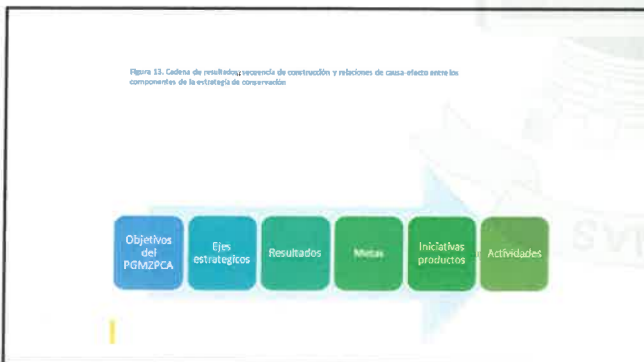 Figura 13. Cadena de resultados, secuencia de construcción y relaciones de causa-efecto entre los
componentes de la estrategia de conservación
Objetivos
del
PGMZPCA
Ejes
estrategicos
Resultados
Metas
Iniciativas
productos
Actividades